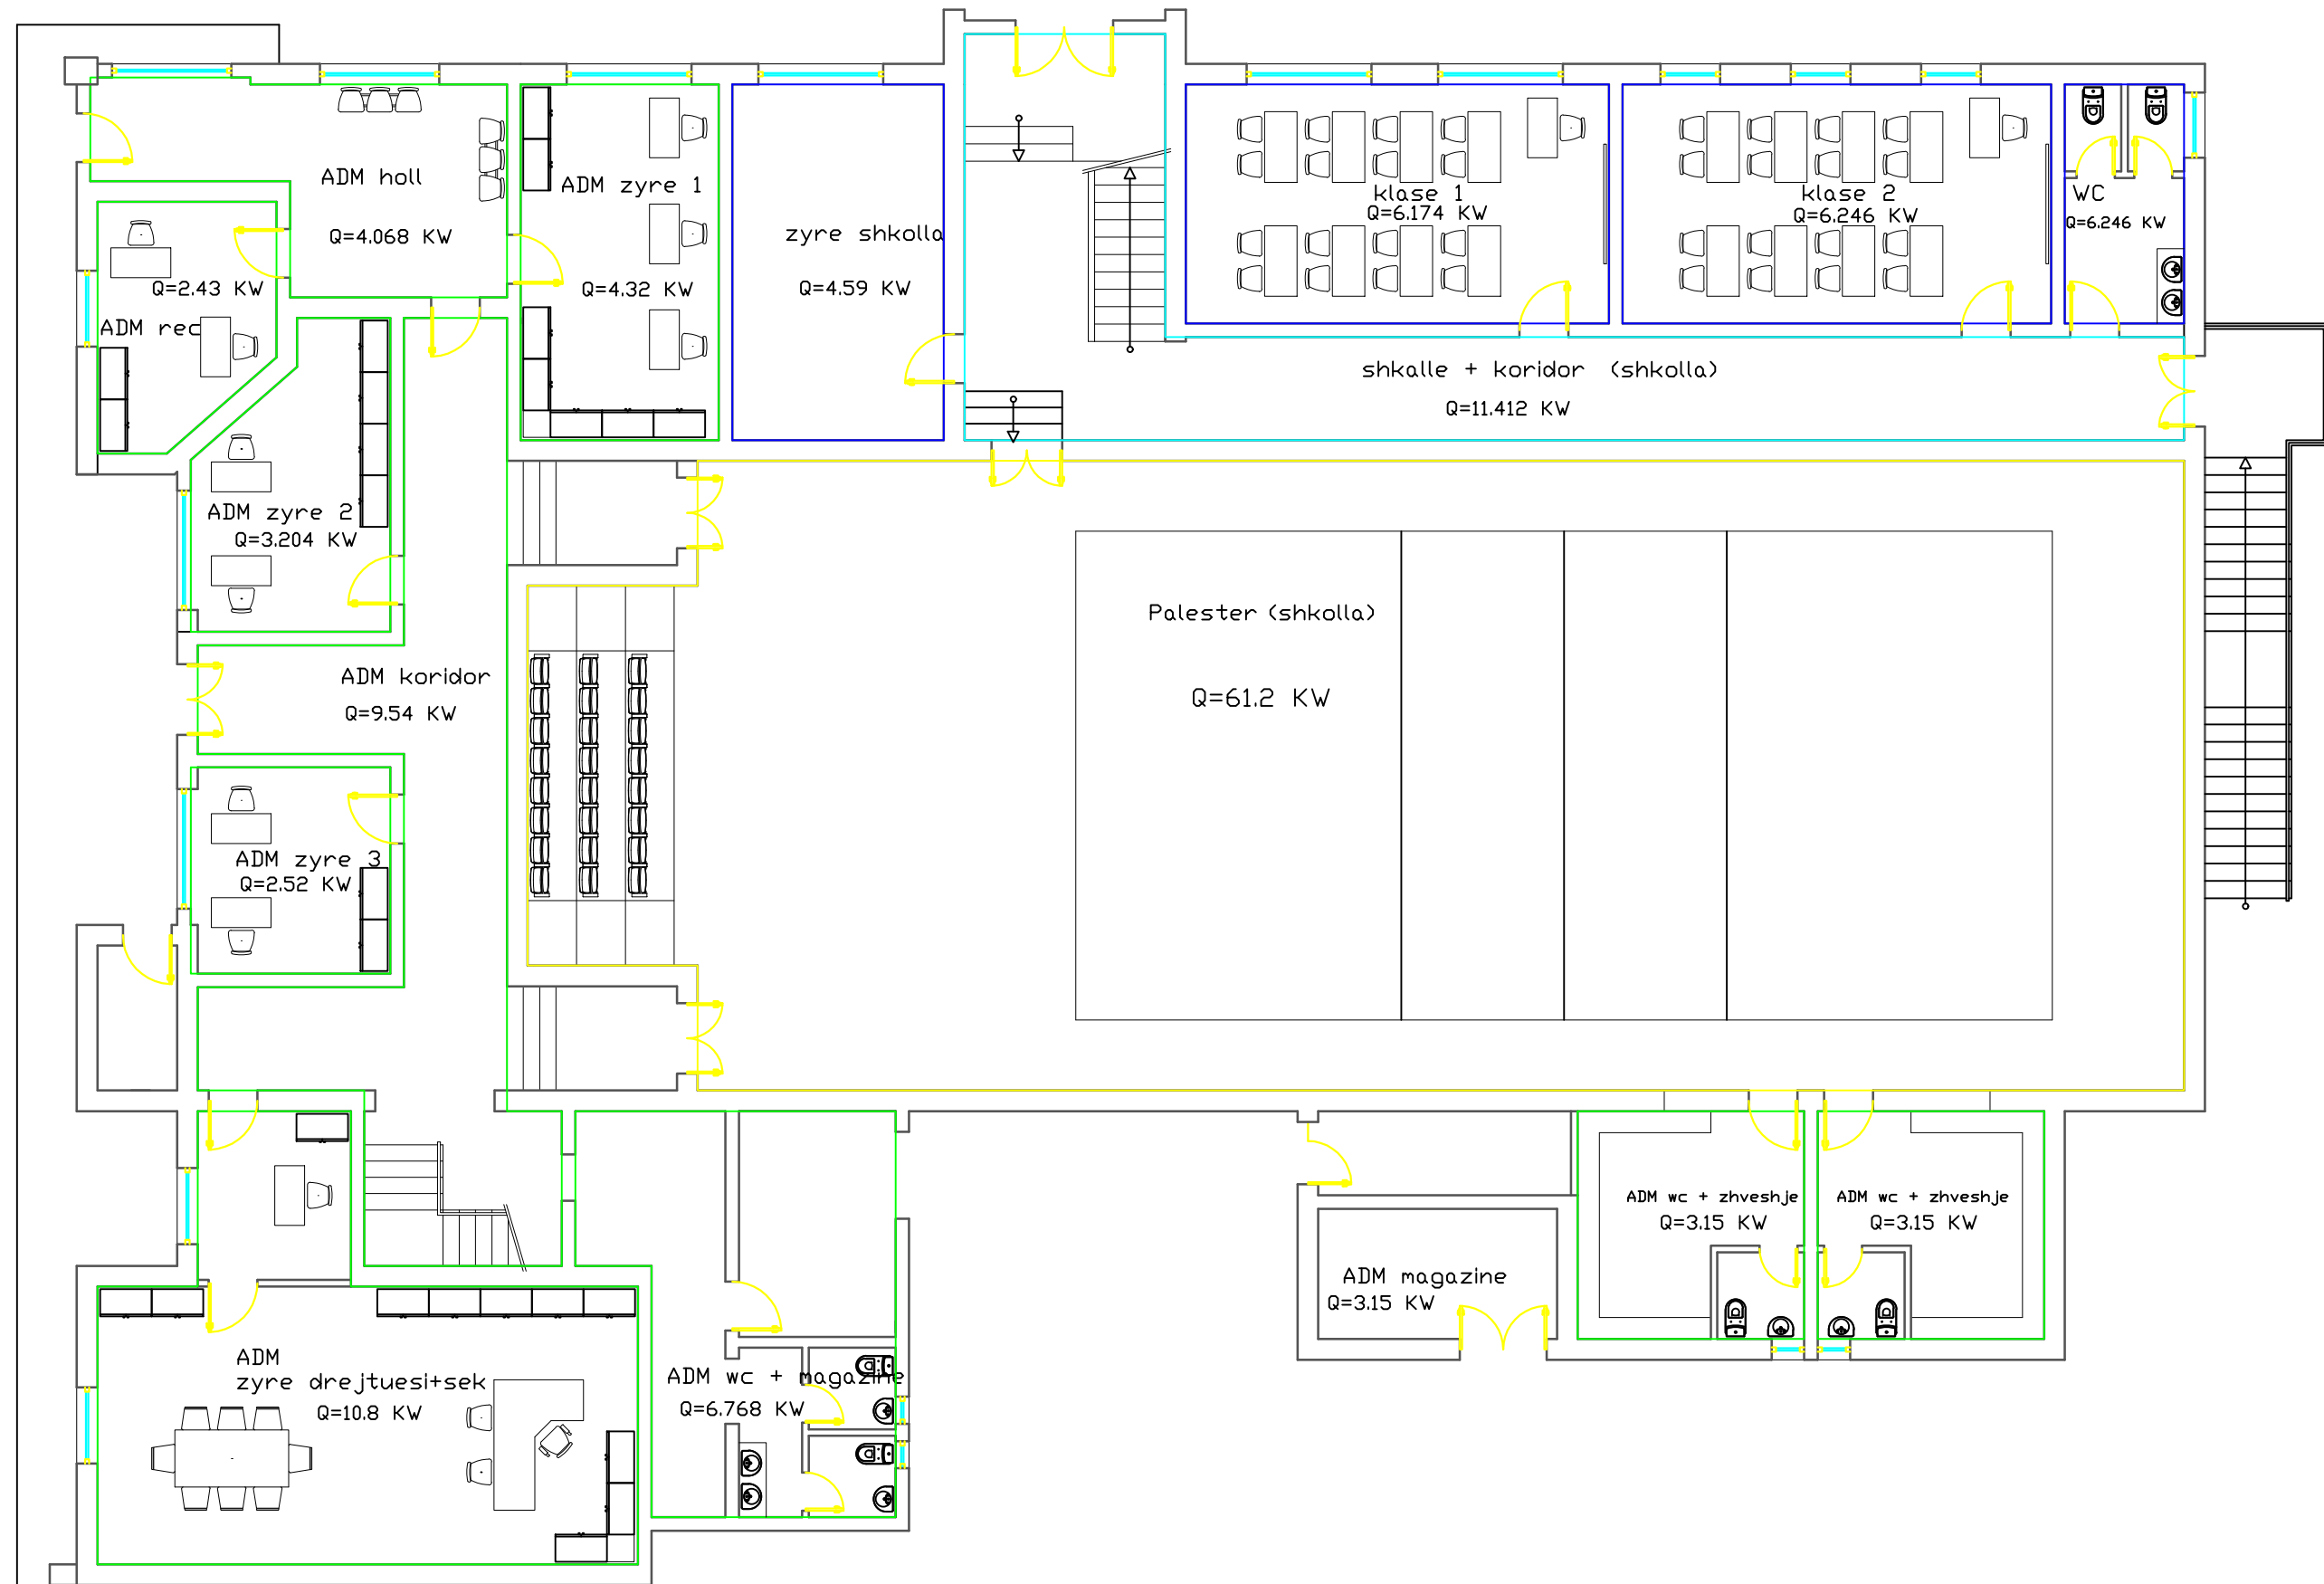 ADM holl
Q=4.068 KW
ADM zyre 1
Q=4.32 KW
zyre shkolla
Q=4.59 KW
klase 1
Q=6.174 KW
klase 2
Q=6.246 KW
WC
Q=6.246 KW
Q=2.43 KW
ADM rec
shkalle + koridor (shkolla)
Q=11.412 KW
ADM zyre 2
Q=3.204 KW
Palester (shkolla)
Q=61.2 KW
ADM koridor
Q=9.54 KW
ADM zyre 3
Q=2.52 KW
ADM wc + zhveshje
Q=3.15 KW
ADM wc + zhveshje
Q=3.15 KW
ADM magazine
Q=3.15 KW
ADM
zyre drejtuesi+sek
Q=10.8 KW
ADM wc + magazine
Q=6.768 KW